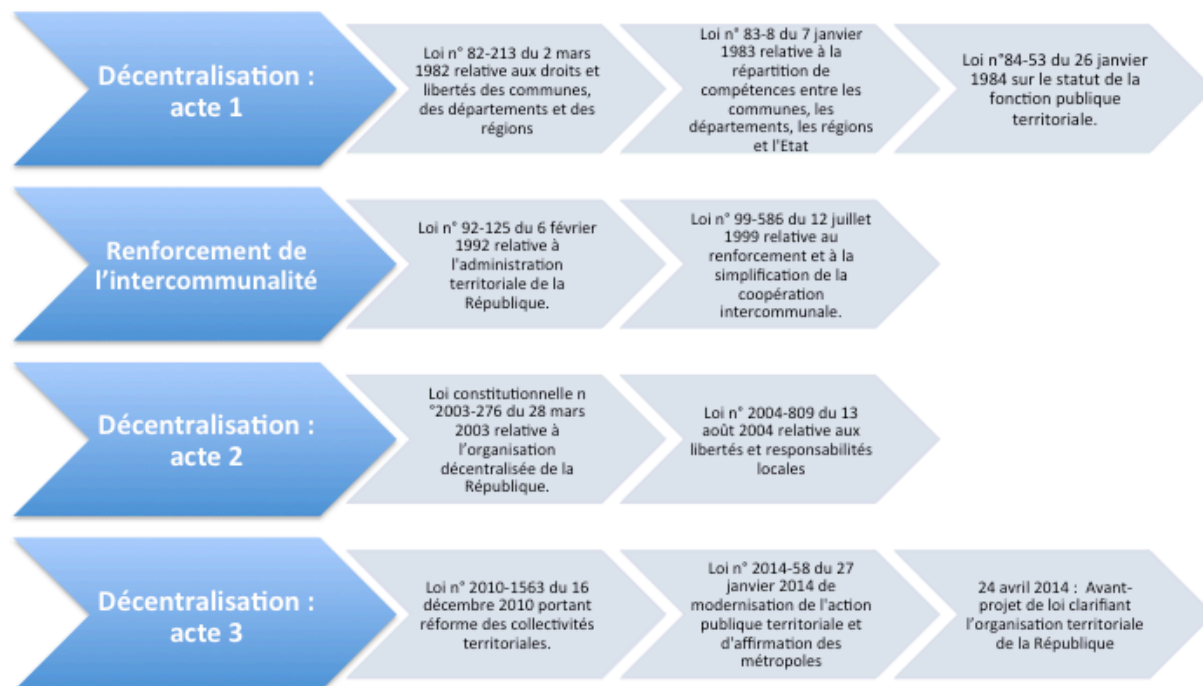 Décentralisation :
acte 1
Loi n° 82-213 du 2 mars
1982 relative aux droits et
libertés des communes,
des départements et des
régions
Loi n° 83-8 du 7 janvier
1983 relative à la
répartition de
compétences entre les
communes, les
départements, les régions
et l'Etat
Loi n°84-53 du 26 janvier
1984 sur le statut de la
fonction publique
territoriale.
Renforcement de
l'intercommunalité
Loi n° 92-125 du 6 février
1992 relative à
l'administration
territoriale de la
République.
Loi n° 99-586 du 12 juillet
1999 relative au
renforcement et à la
simplification de la
coopération
intercommunale.
Décentralisation :
acte 2
Loi constitutionnelle n
°2003-276 du 28 mars
2003 relative à
l'organisation
décentralisée de la
République.
Loi n° 2004-809 du 13
août 2004 relative aux
libertés et responsabilités
locales
Décentralisation :
acte 3
Loi n° 2010-1563 du 16
décembre 2010 portant
réforme des collectivités
territoriales.
Loi n° 2014-58 du 27
janvier 2014 de
modernisation de l'action
publique territoriale et
d'affirmation des
métropoles
24 avril 2014 : Avant-
projet de loi clarifiant
l'organisation territoriale
de la République